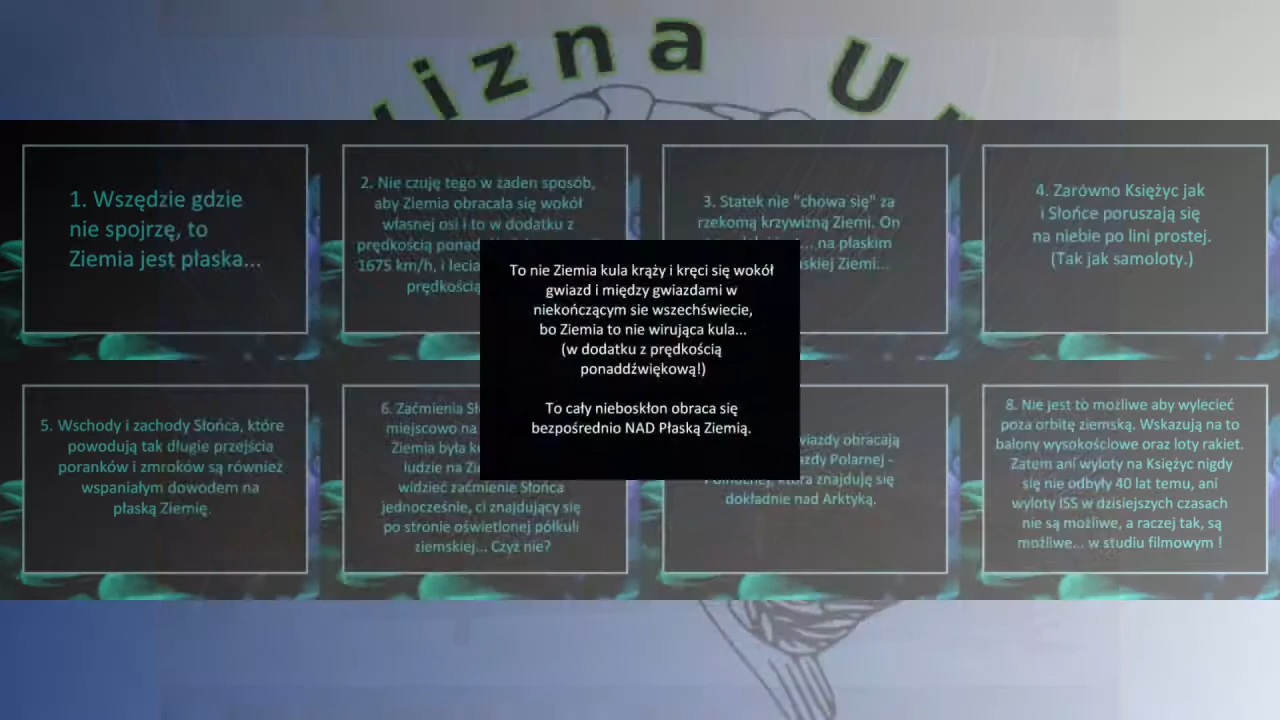 izna U
1. Wszędzie gdzie
nie spojrzę, to
Ziemia jest płaska...
2. Nie czuję tego w żaden sposób,
aby Ziemia obracała się wokół
własnej osi i to w dodatku z
prędkością
1675 km/h, i
prędkością
3. Statek nie "chowa się" za
rzekomą krzywizną Ziemi. On
na płaskim
Ziemi...
4. Zarówno Księżyc jak
i Słońce poruszają się
na niebie po lini prostej.
(Tak jak samoloty.)
To nie Ziemia kula krąży i kręci się wokół
gwiazd i między gwiazdami w
niekończącym sie wszechświecie,
bo Ziemia to nie wirująca kula...
(w dodatku z prędkością
ponaddźwiękową!)
To cały nieboskłon obraca się
bezpośrednio NAD Płaską Ziemią.
5. Wschody i zachody Słońca, które
powodują tak długie przejścia
poranków i zmroków są również
wspaniałym dowodem na
płaską Ziemię.
6. Zaćmienia
miejscowo na
Ziemia była
ludzie na
widzieć zaćmienie Słońca
jednocześnie, ci znajdujący się
po stronie oświetlonej półkuli
ziemskiej... Czyż nie?
obracają
Polarnej -
która znajduję się
dokładnie nad Arktyką.
8. Nie jest to możliwe aby wylecieć
poza orbitę ziemską. Wskazują na to
balony wysokościowe oraz loty rakiet.
Zatem ani wyloty na Księżyc nigdy
się nie odbyły 40 lat temu, ani
wyloty ISS w dzisiejszych czasach
nie są możliwe, a raczej tak, są
możliwe... w studiu filmowym !